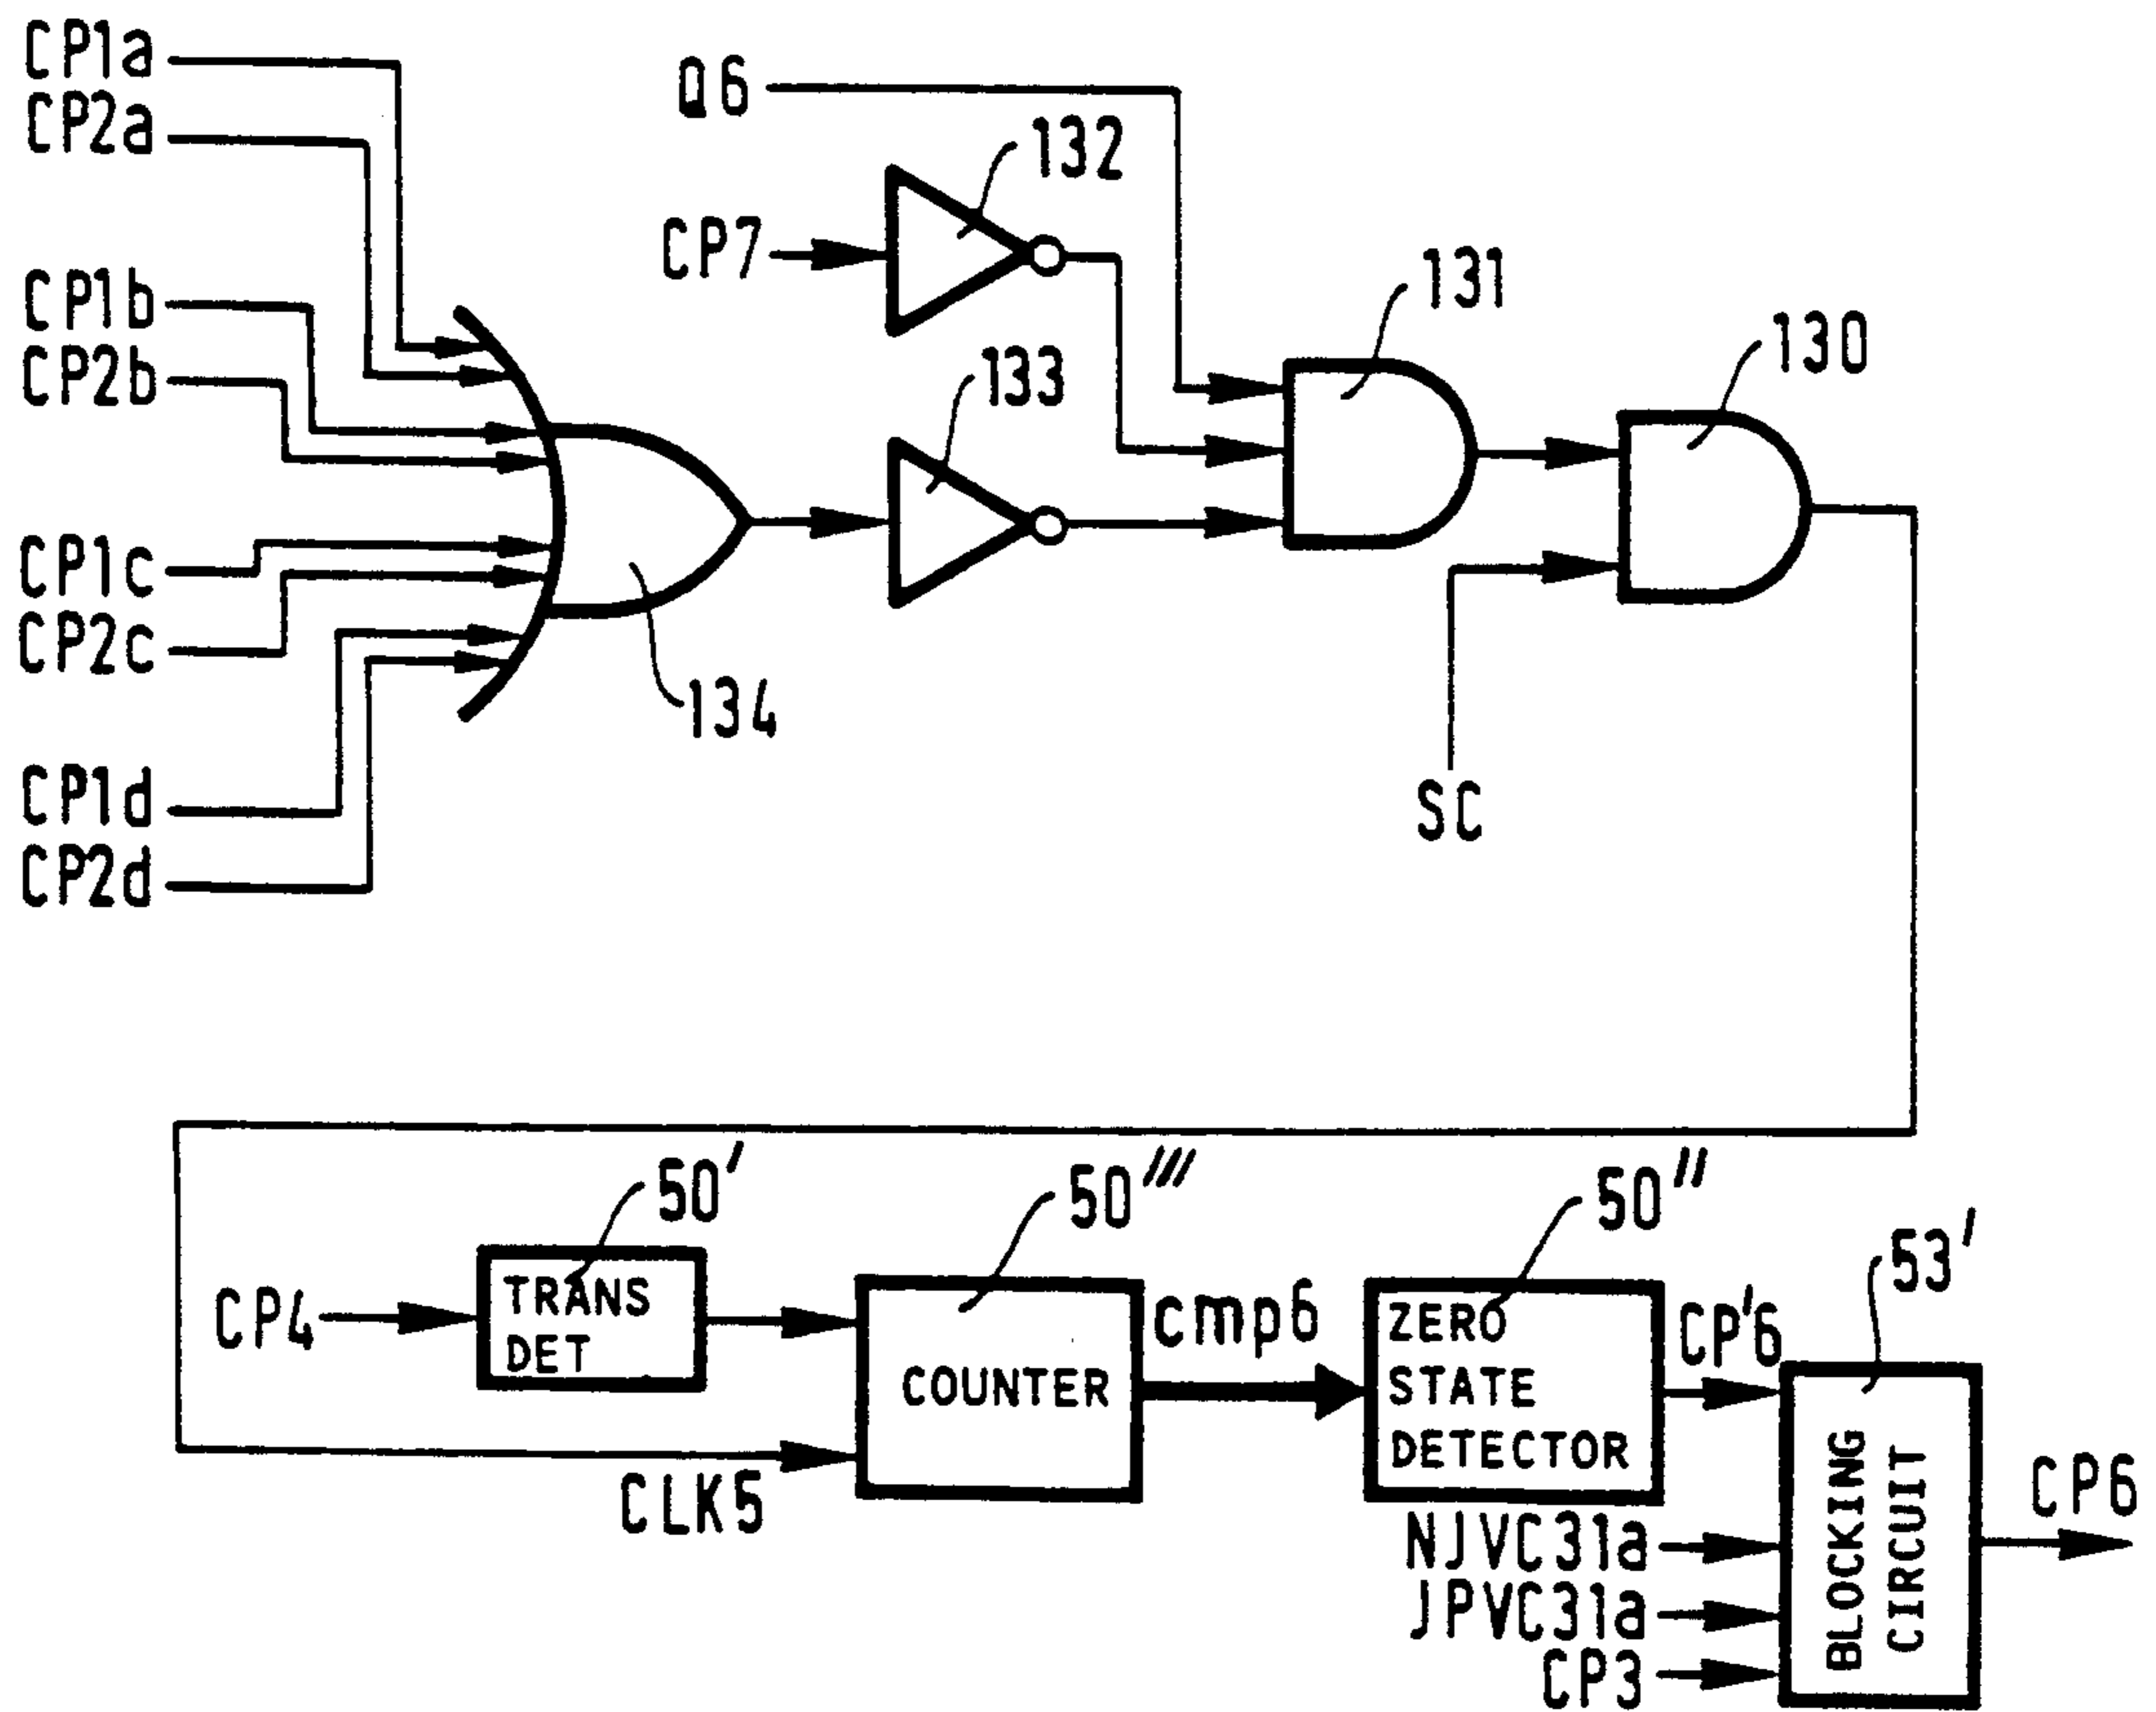 CP1a
CP2a
Q6
132
CP7
131
CP1b
CP2b
133
130
CP1c
CP2c
134
SC
CP1d
CP2d
50'
50'''
50''
53'
CP4
TRANS
DET
COUNTER
cmp6
ZERO
STATE
DETECTOR
CP'6
CLK5
NJVC31a
JPVC31a
CP3
BLOCKING
CIRCUIT
CP6